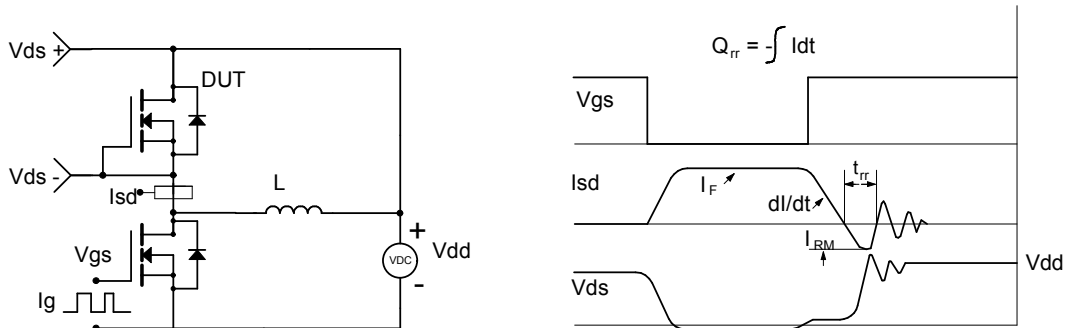 Vds +
DUT
Vds -
Isd
L
Vgs
Ig
+
VDC
-
Vdd
Q_rr = -∫ Idt
Vgs
Isd
I_F
dI/dt
t_rr
I_RM
Vds
Vdd